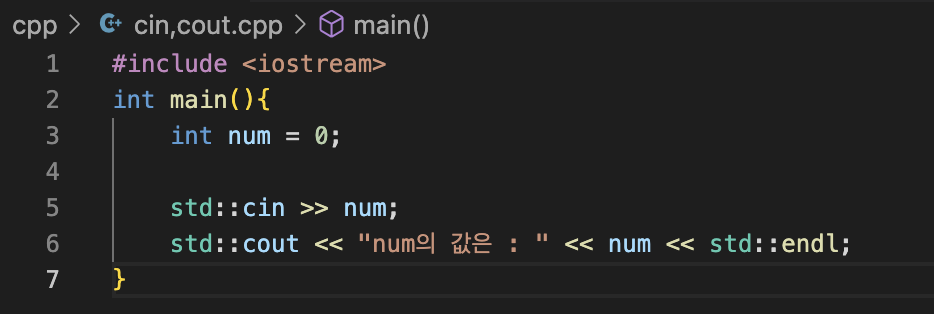 cpp > cin,cout.cpp > main()
1 #include <iostream>
2 int main(){
3     int num = 0;
4
5     std::cin >> num;
6     std::cout << "num의 값은 : " << num << std::endl;
7 }